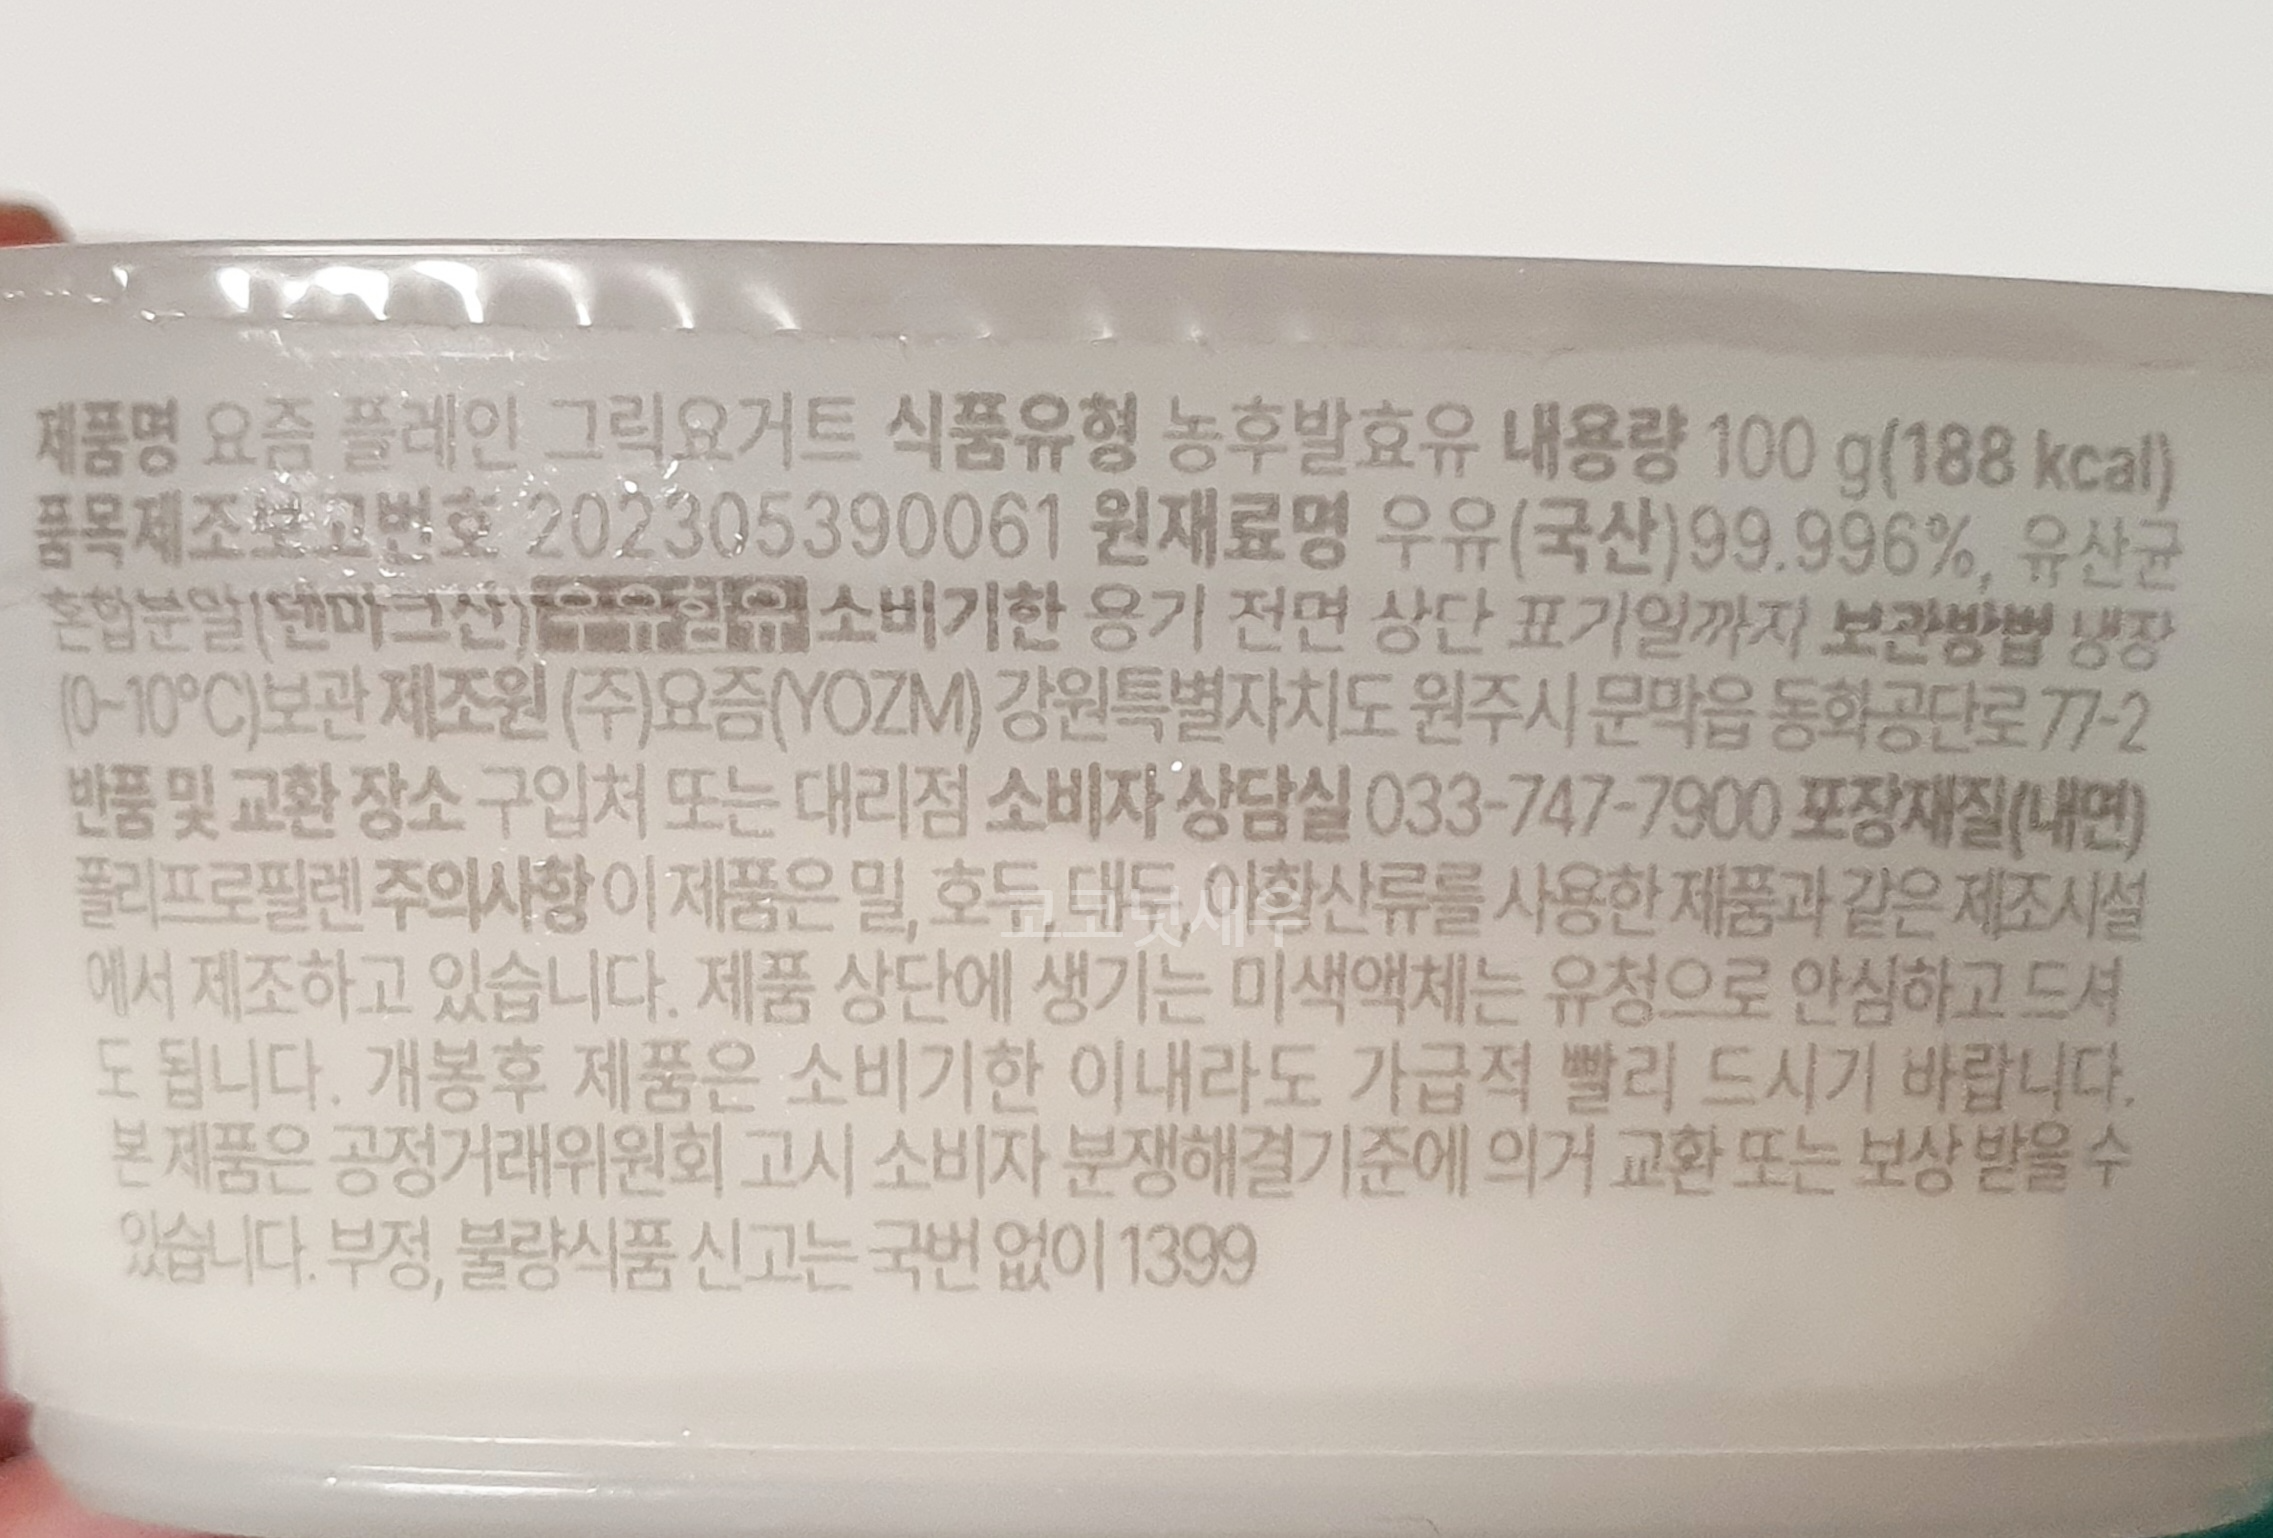 제품명 요즘 플레인 그릭요거트 식품유형 농후발효유 내용량 100 g(188 kcal)
품목제조보고번호 202305390061 원재료명 우유(국산)99.996%, 유산균
혼합분말(덴마크산) 우유함유 소비기한 용기 전면 상단 표기일까지 보관방법 냉장
(0~10℃)보관 제조원 (주)요즘(YOZM) 강원특별자치도 원주시 문막읍 동화공단로 77-2
반품 및 교환 장소 구입처 또는 대리점 소비자 상담실 033-747-7900 포장재질(내면)
폴리프로필렌 주의사항 이 제품은 밀, 호두, 대두, 아황산류를 사용한 제품과 같은 제조시설
코코넛새우
에서 제조하고 있습니다. 제품 상단에 생기는 미색액체는 유청으로 안심하고 드셔
도 됩니다. 개봉후 제품은 소비기한 이내라도 가급적 빨리 드시기 바랍니다.
본 제품은 공정거래위원회 고시 소비자 분쟁해결기준에 의거 교환 또는 보상 받을 수
있습니다. 부정, 불량식품 신고는 국번 없이 1399